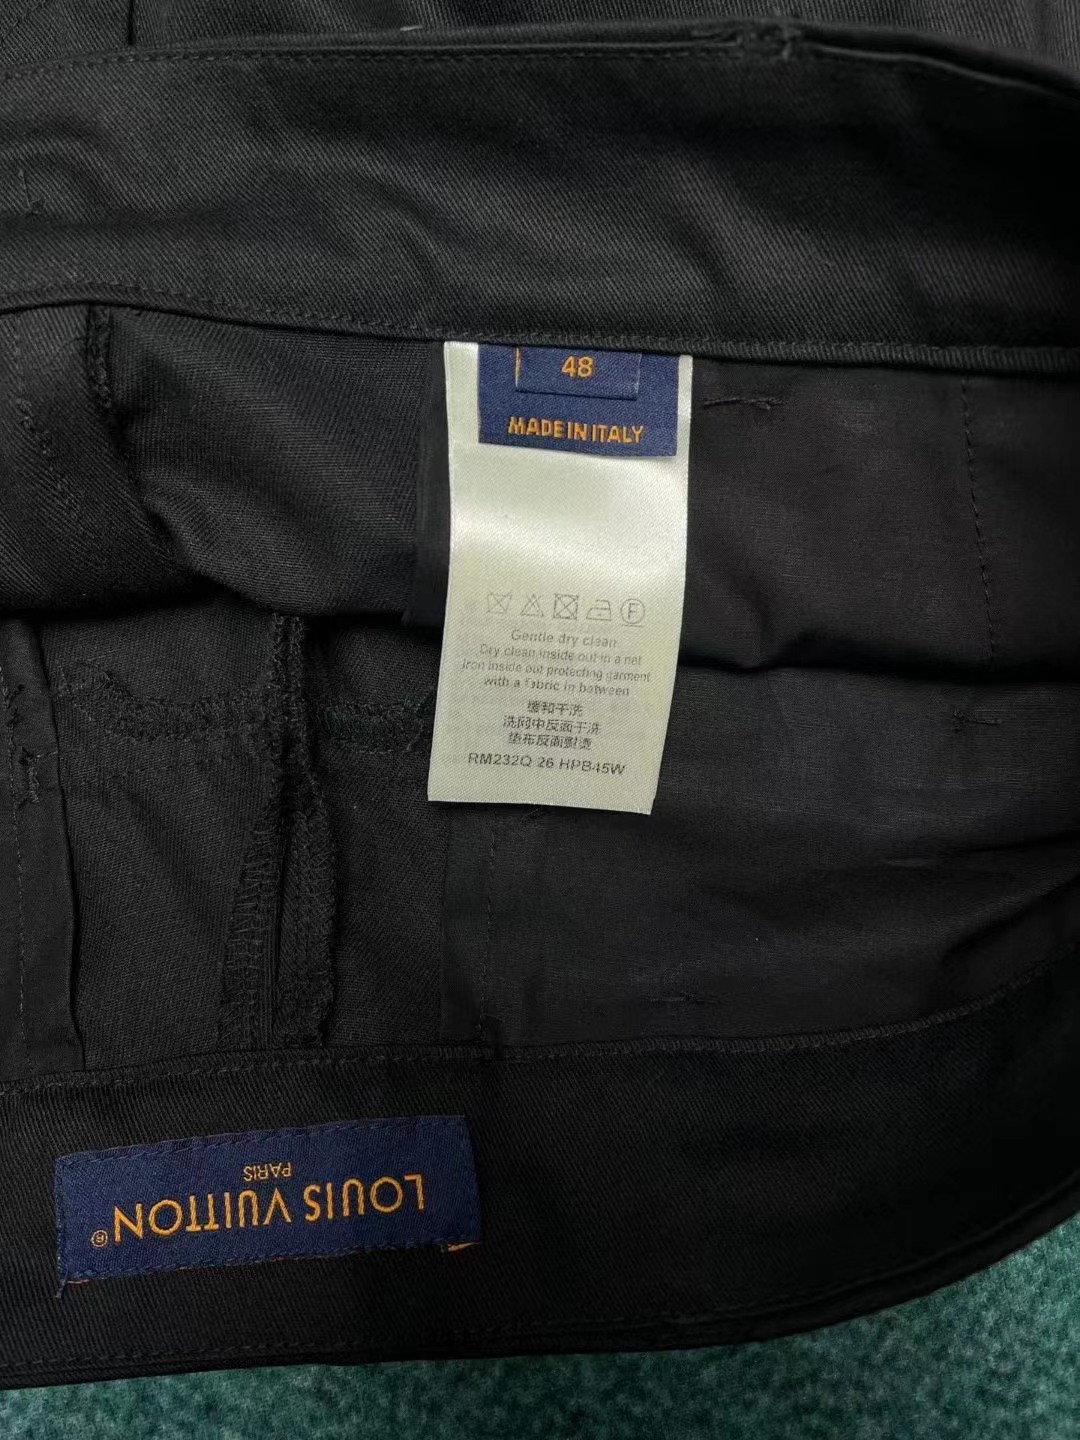 48
MADE IN ITALY
Gentle dry clean
Dry clean inside out in a net
Iron inside out protecting garment
with a fabric in between
缓和干洗
洗网中反面干洗
垫布反面熨烫
RM232Q 26 HPB45W
LOUIS VUITTON®
PARIS